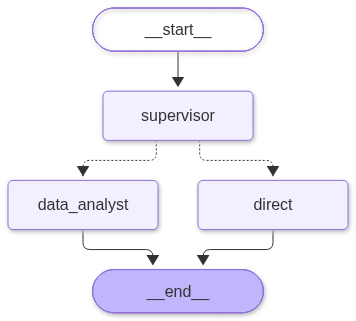 __start__
supervisor
data_analyst
direct
__end__